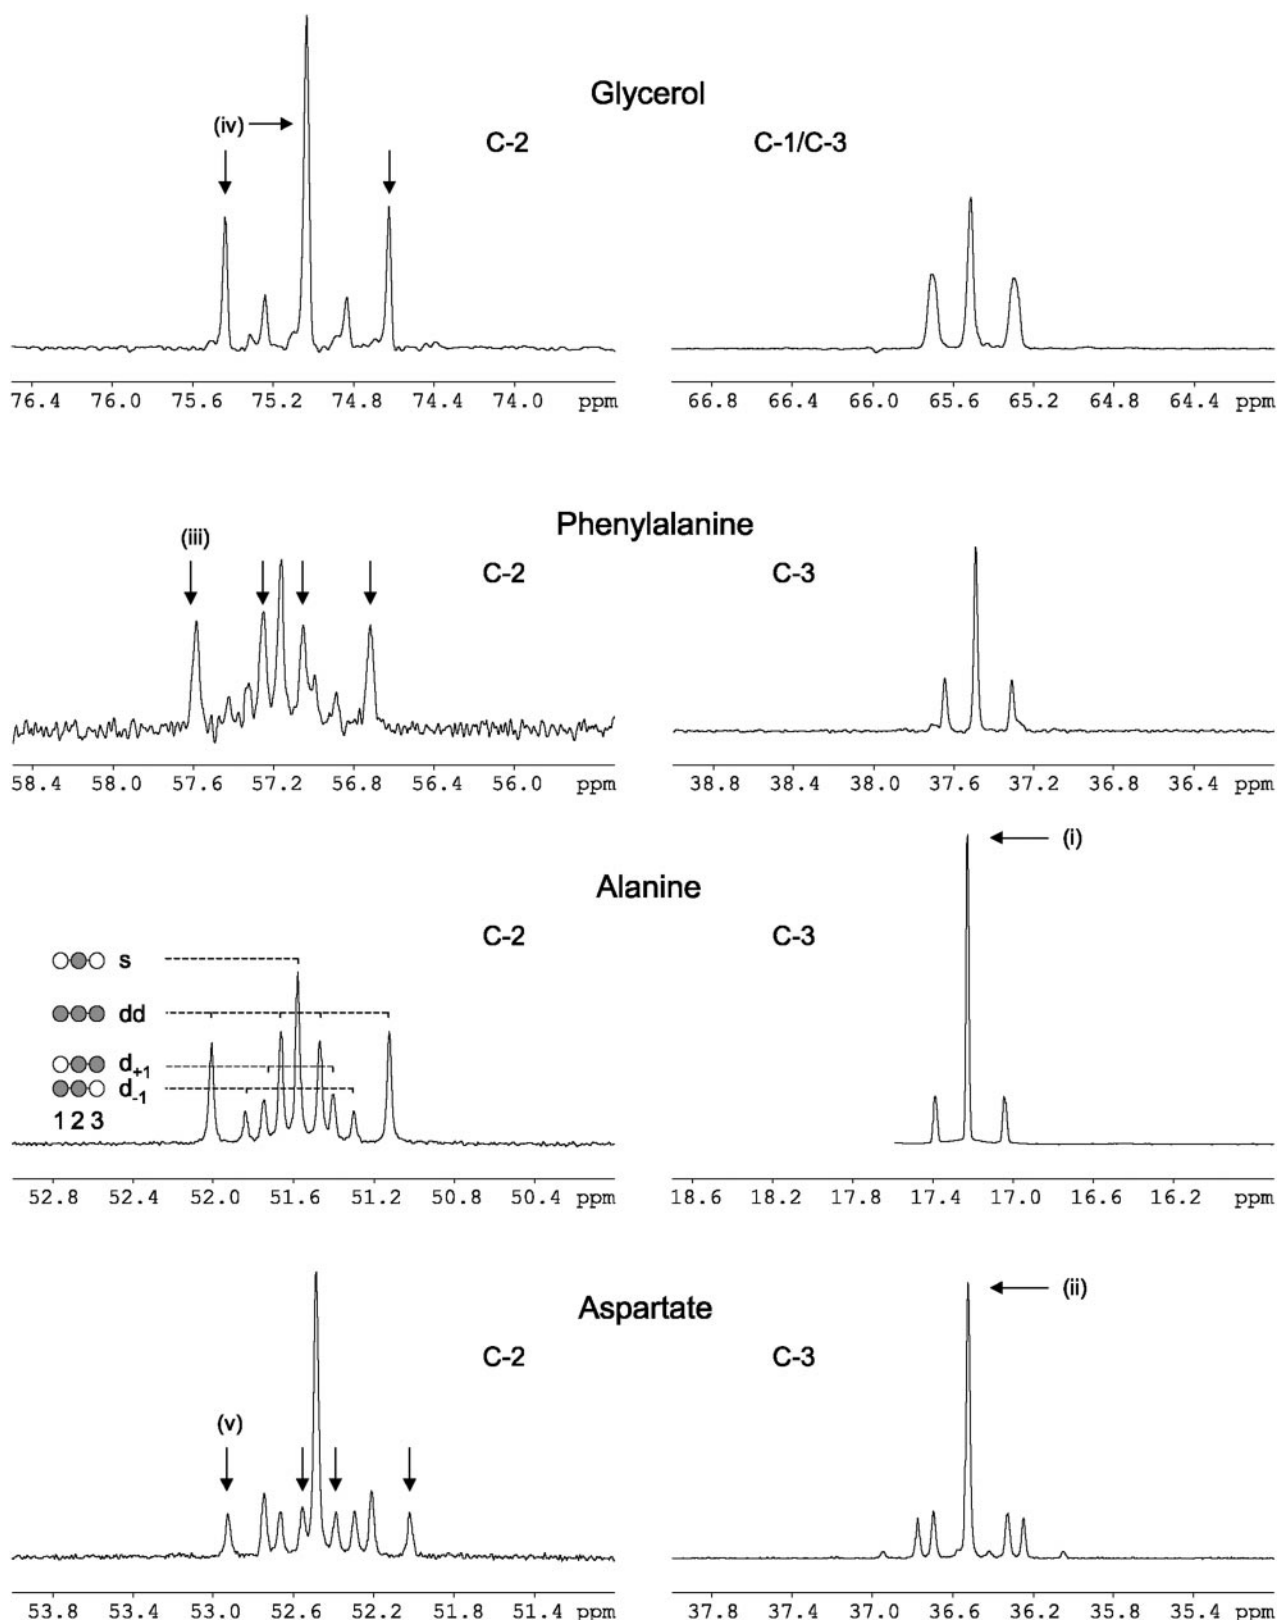 Glycerol
(iv)
C-2
C-1/C-3
76.4 76.0 75.6 75.2 74.8 74.4 74.0 ppm
66.8 66.4 66.0 65.6 65.2 64.8 64.4 ppm
Phenylalanine
(iii)
C-2
C-3
58.4 58.0 57.6 57.2 56.8 56.4 56.0 ppm
38.8 38.4 38.0 37.6 37.2 36.8 36.4 ppm
(i)
Alanine
C-2
C-3
s
dd
d+1
d-1
1 2 3
52.8 52.4 52.0 51.6 51.2 50.8 50.4 ppm
18.6 18.2 17.8 17.4 17.0 16.6 16.2 ppm
(ii)
Aspartate
C-2
C-3
(v)
53.8 53.4 53.0 52.6 52.2 51.8 51.4 ppm
37.8 37.4 37.0 36.6 36.2 35.8 35.4 ppm